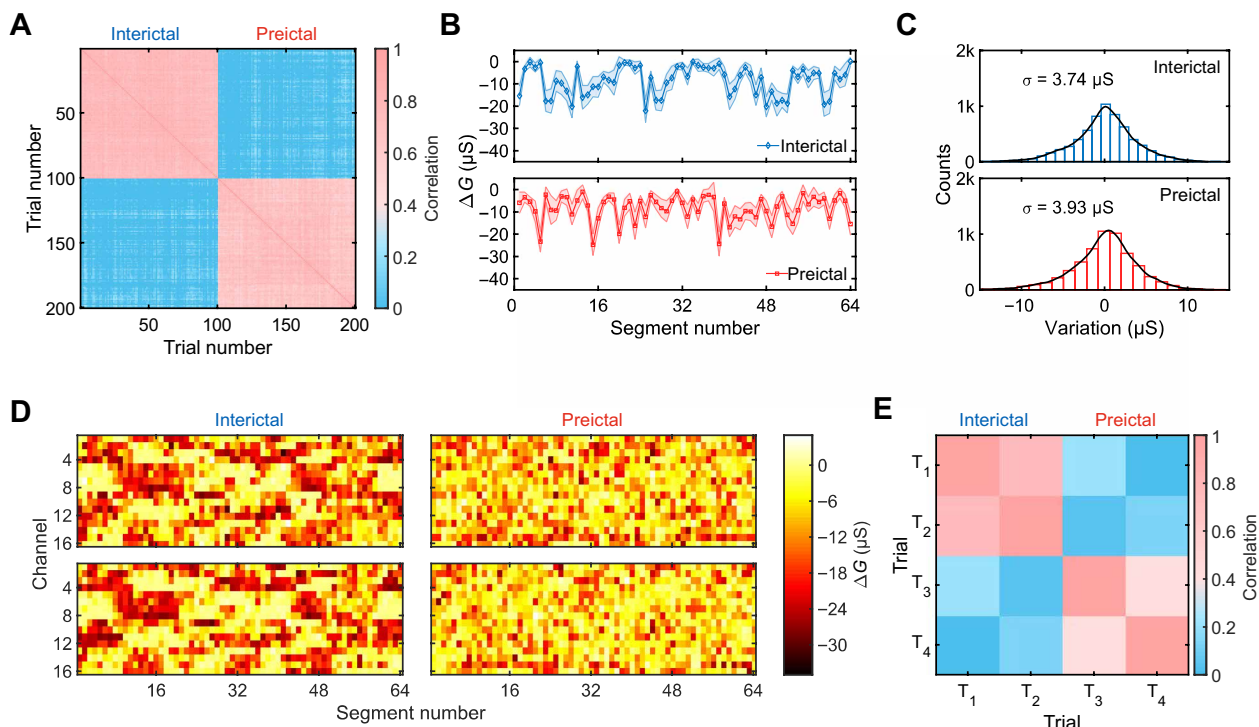 A
Interictal
Preictal
Trial number
50
100
150
200
50
100
150
200
Trial number
1
0.8
0.6
0.4
0.2
0
Correlation
B
0
−10
−20
−30
−40
Interictal
ΔG (µS)
0
−10
−20
−30
−40
Preictal
0
16
32
48
64
Segment number
C
2k
1k
0
σ = 3.74 µS
Interictal
Counts
2k
1k
0
σ = 3.93 µS
Preictal
−10
0
10
Variation (µS)
D
Interictal
Preictal
Channel
4
8
12
16
4
8
12
16
16
32
48
64
16
32
48
64
Segment number
0
−6
−12
−18
−24
−30
ΔG (µS)
E
Interictal
Preictal
Trial
T1
T2
T3
T4
T1
T2
T3
T4
Trial
1
0.8
0.6
0.4
0.2
0
Correlation